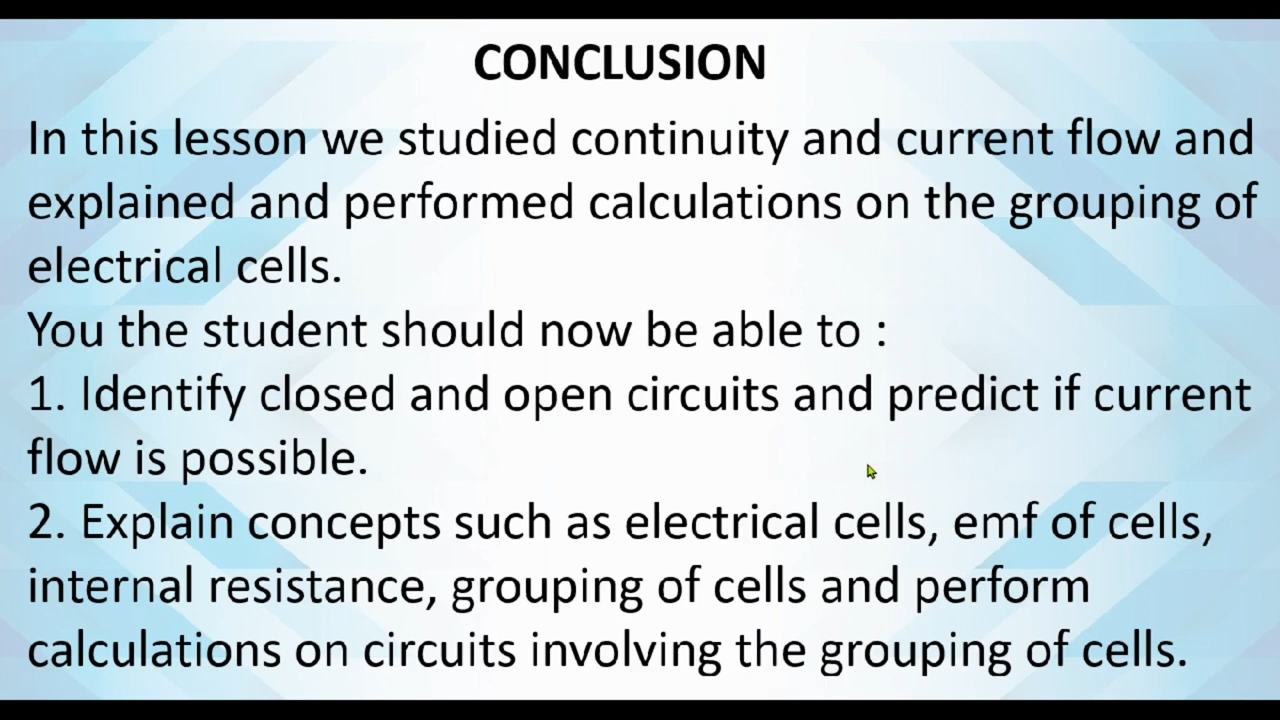 CONCLUSION
In this lesson we studied continuity and current flow and
explained and performed calculations on the grouping of
electrical cells.
You the student should now be able to :
1. Identify closed and open circuits and predict if current
flow is possible.
2. Explain concepts such as electrical cells, emf of cells,
internal resistance, grouping of cells and perform
calculations on circuits involving the grouping of cells.